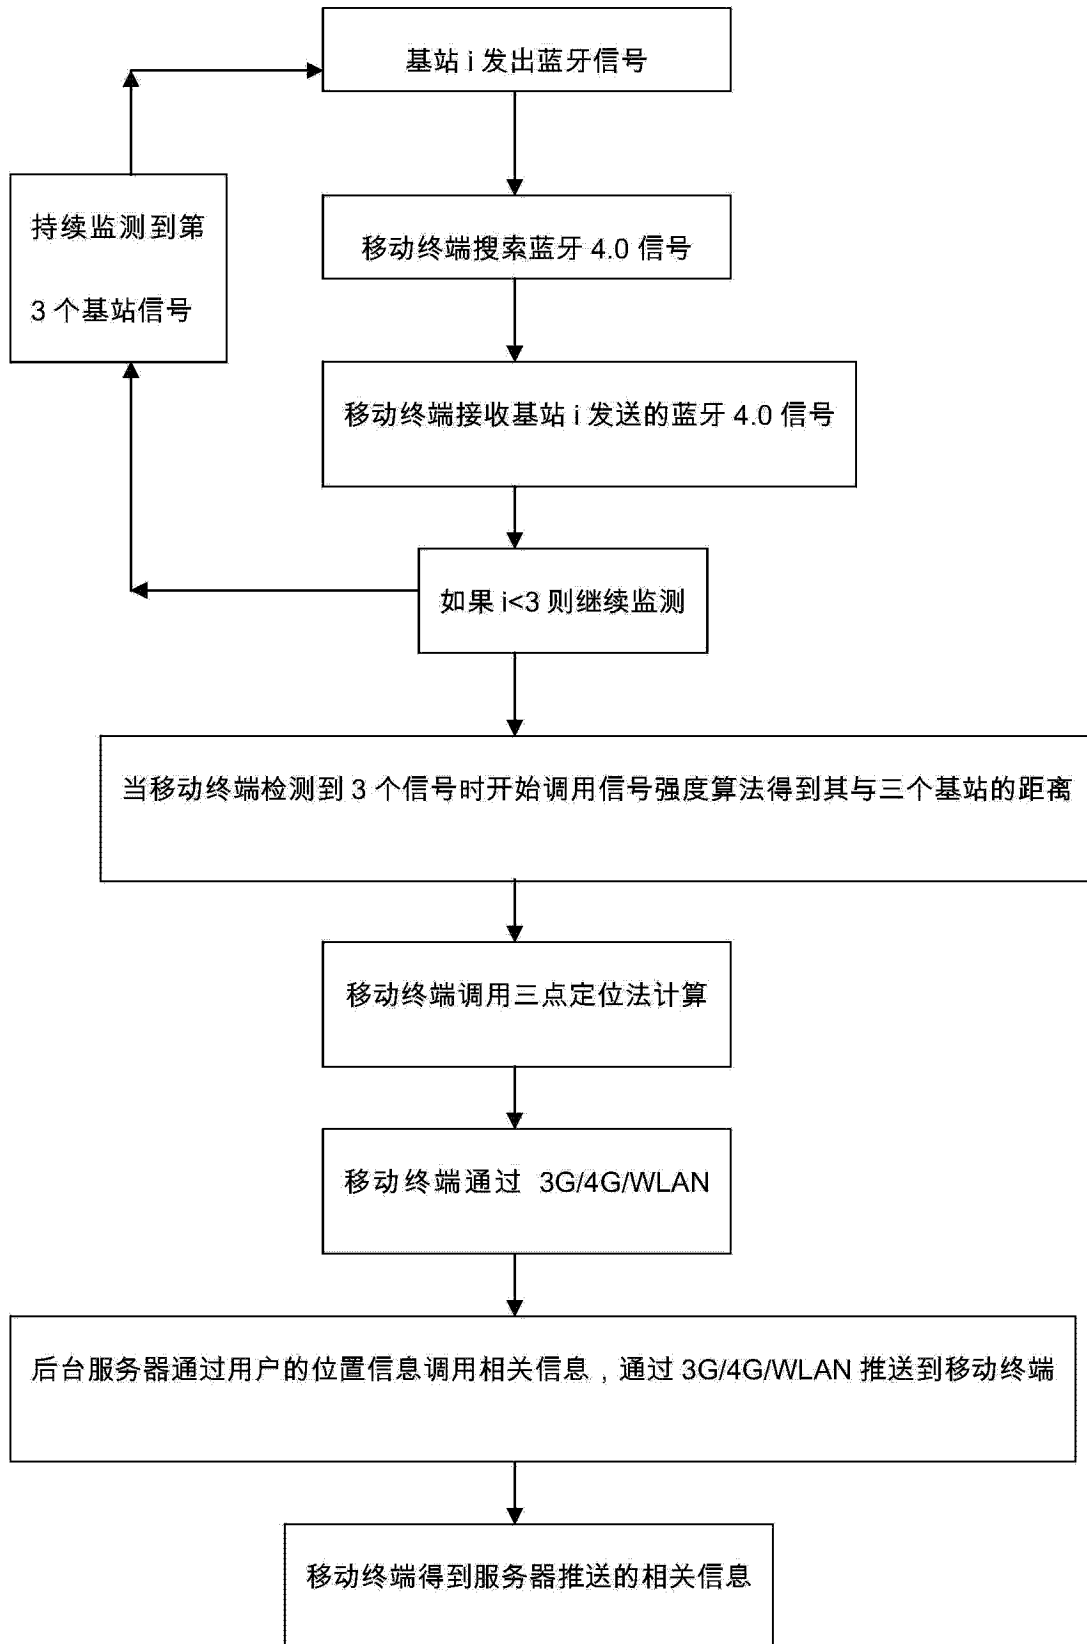 基站 i 发出蓝牙信号
持续监测到第
3 个基站信号
移动终端搜索蓝牙 4.0 信号
移动终端接收基站 i 发送的蓝牙 4.0 信号
如果 i<3 则继续监测
当移动终端检测到 3 个信号时开始调用信号强度算法得到其与三个基站的距离
移动终端调用三点定位法计算
移动终端通过 3G/4G/WLAN
后台服务器通过用户的位置信息调用相关信息，通过 3G/4G/WLAN 推送到移动终端
移动终端得到服务器推送的相关信息